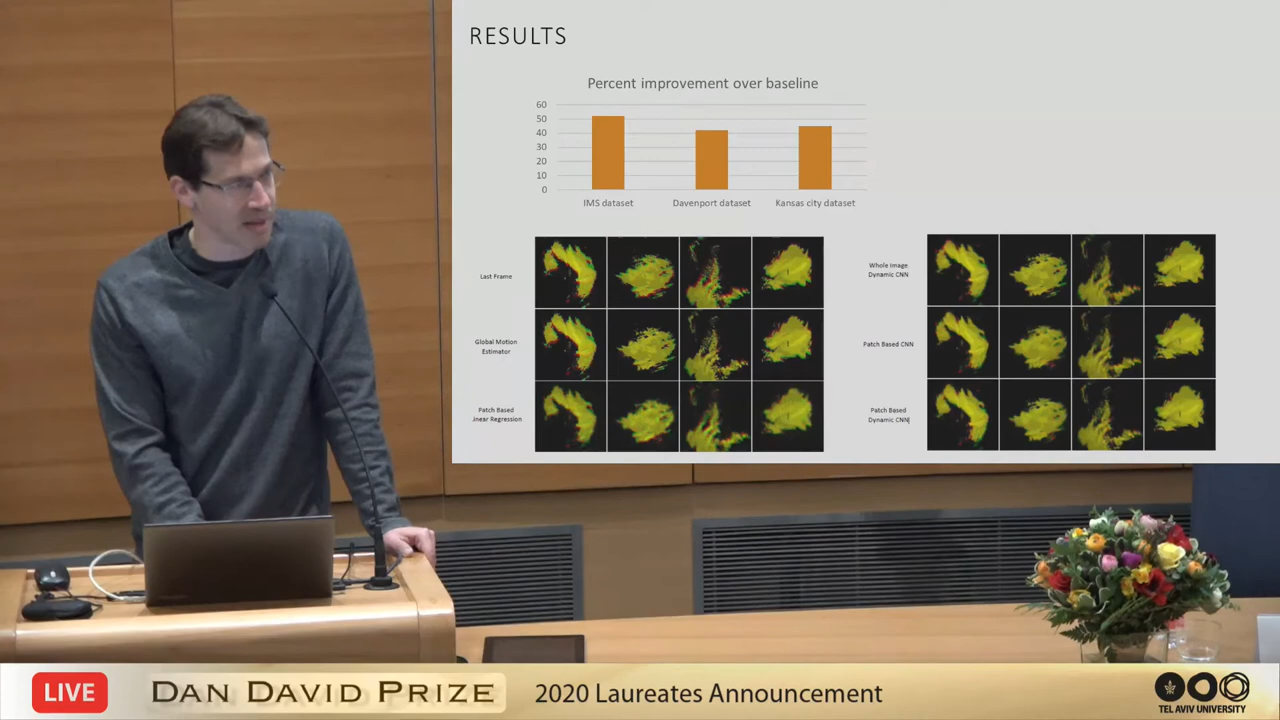 RESULTS
Percent improvement over baseline
60
50
40
30
20
10
0
IMS dataset
Davenport dataset
Kansas city dataset
Last Frame
Global Motion
Estimator
Patch Based
Jnear Regression
Whole Image
Dynamic CNN
Patch Based CNN
Patch Based
Dynamic CNN
LIVE
DAN DAVID PRIZE
2020 Laureates Announcement
TEL AVIV UNIVERSITY